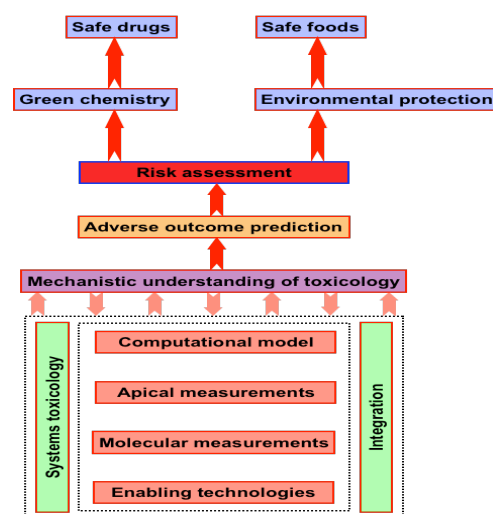 Safe drugs
Safe foods
Green chemistry
Environmental protection
Risk assessment
Adverse outcome prediction
Mechanistic understanding of toxicology
Systems toxicology
Computational model
Apical measurements
Molecular measurements
Enabling technologies
Integration